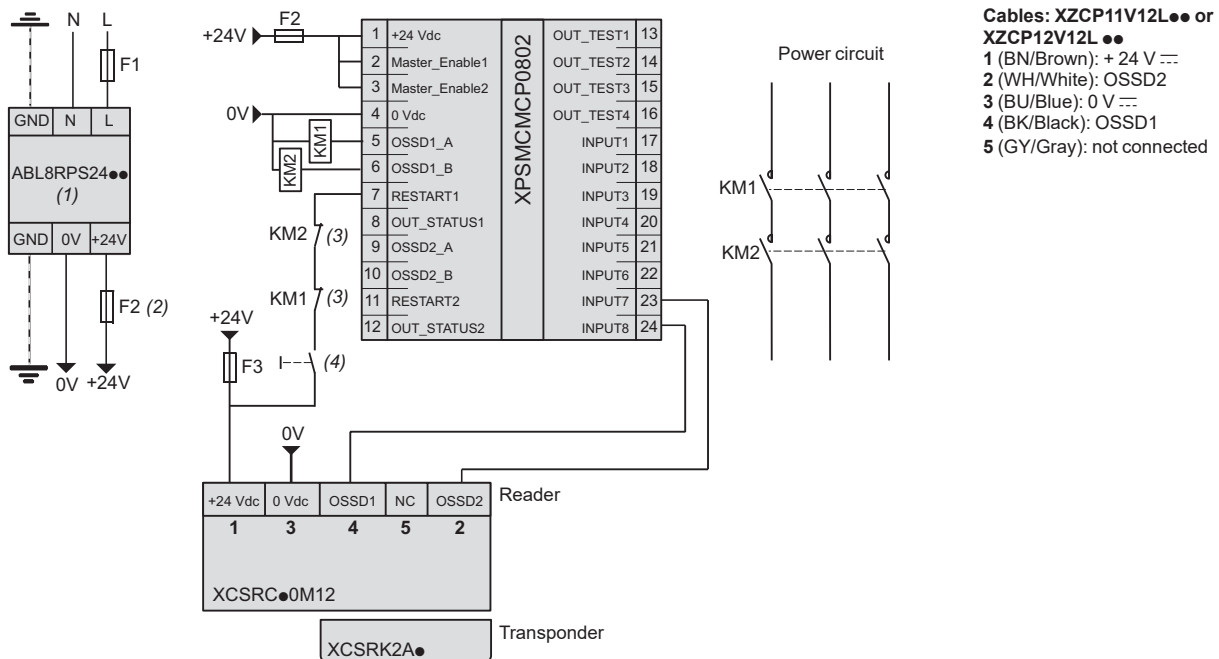 N L
F1
GND N L
ABL8RPS24●●
(1)
GND 0V +24V
F2 (2)
0V +24V
F2
+24V
0V
KM1
KM2
1 +24 Vdc
2 Master_Enable1
3 Master_Enable2
4 0 Vdc
5 OSSD1_A
6 OSSD1_B
7 RESTART1
8 OUT_STATUS1
9 OSSD2_A
10 OSSD2_B
11 RESTART2
12 OUT_STATUS2
XPSMCMCP0802
OUT_TEST1 13
OUT_TEST2 14
OUT_TEST3 15
OUT_TEST4 16
INPUT1 17
INPUT2 18
INPUT3 19
INPUT4 20
INPUT5 21
INPUT6 22
INPUT7 23
INPUT8 24
KM2 (3)
KM1 (3)
+24V
F3
(4)
0V
+24 Vdc 0 Vdc OSSD1 NC OSSD2
1 3 4 5 2
Reader
XCSRC●0M12
Transponder
XCSRK2A●
Power circuit
KM1
KM2
Cables: XZCP11V12L●● or
XZCP12V12L ●●
1 (BN/Brown): + 24 V ⎓
2 (WH/White): OSSD2
3 (BU/Blue): 0 V ⎓
4 (BK/Black): OSSD1
5 (GY/Gray): not connected